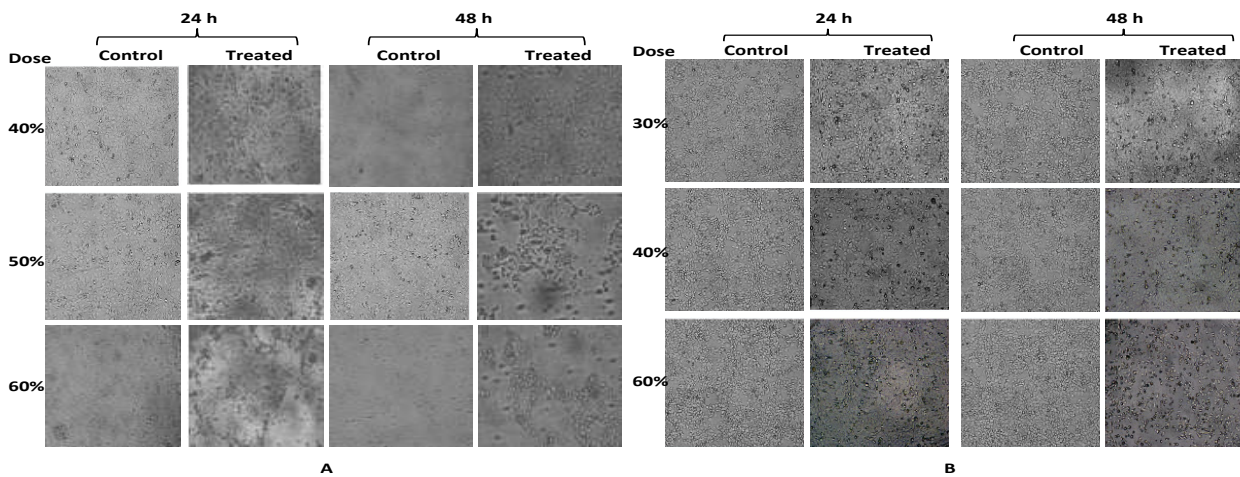 24 h 48 h
Dose Control Treated Control Treated
40%
50%
60%
A
24 h 48 h
Dose Control Treated Control Treated
30%
40%
60%
B